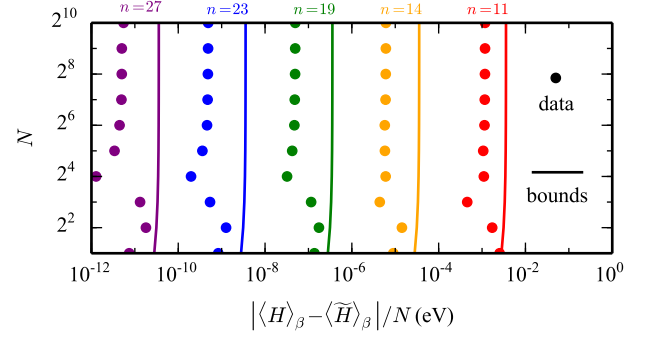 n=27 n=23 n=19 n=14 n=11
2^10
2^8
2^6
2^4
2^2
N
data
bounds
10^-12 10^-10 10^-8 10^-6 10^-4 10^-2 10^0
|⟨H⟩_β−⟨H̃⟩_β|/N (eV)